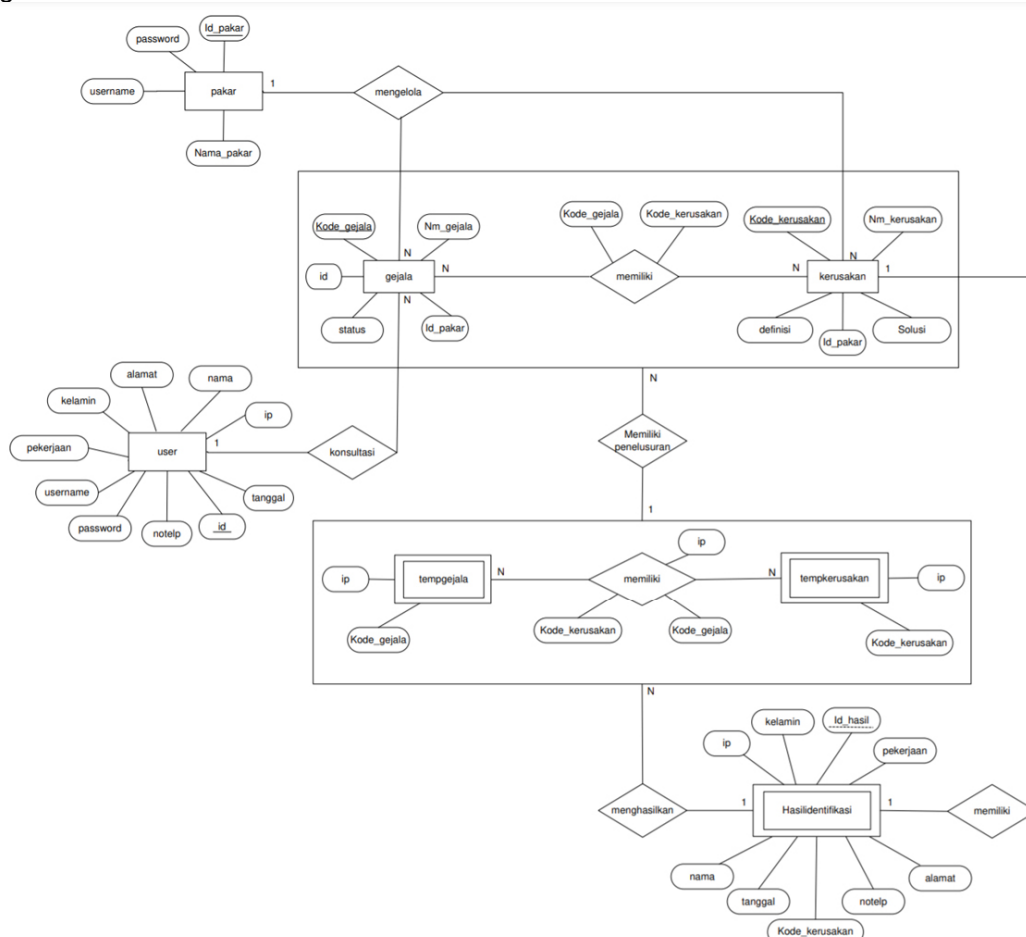 g
Id_pakar
password
username
pakar
1
mengelola
Nama_pakar
Kode_gejala
Nm_gejala
Kode_gejala
Kode_kerusakan
Kode_kerusakan
Nm_kerusakan
N
N
id
gejala
N
memiliki
N
kerusakan
1
N
status
Id_pakar
definisi
Id_pakar
Solusi
alamat
nama
N
kelamin
ip
pekerjaan
user
1
konsultasi
Memiliki
penelusuran
username
tanggal
password
notelp
id
1
ip
ip
tempgejala
N
memiliki
N
tempkerusakan
ip
Kode_gejala
Kode_kerusakan
Kode_gejala
Kode_kerusakan
N
kelamin
Id_hasil
ip
pekerjaan
menghasilkan
1
Hasilidentifikasi
1
memiliki
nama
tanggal
notelp
alamat
Kode_kerusakan